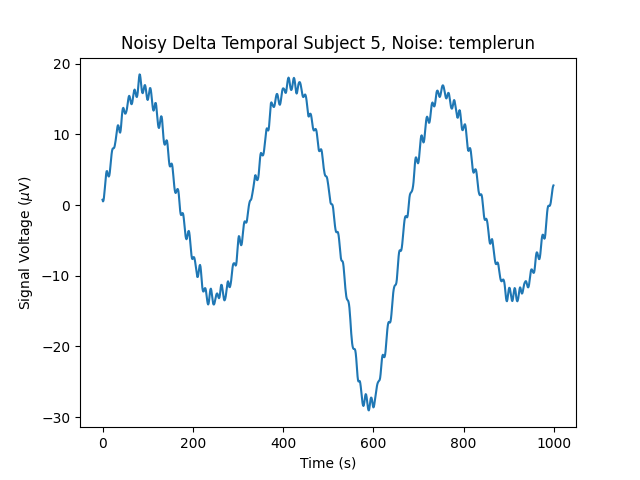 Noisy Delta Temporal Subject 5, Noise: templerun
20
10
0
−10
−20
−30
Signal Voltage (μV)
0 200 400 600 800 1000
Time (s)